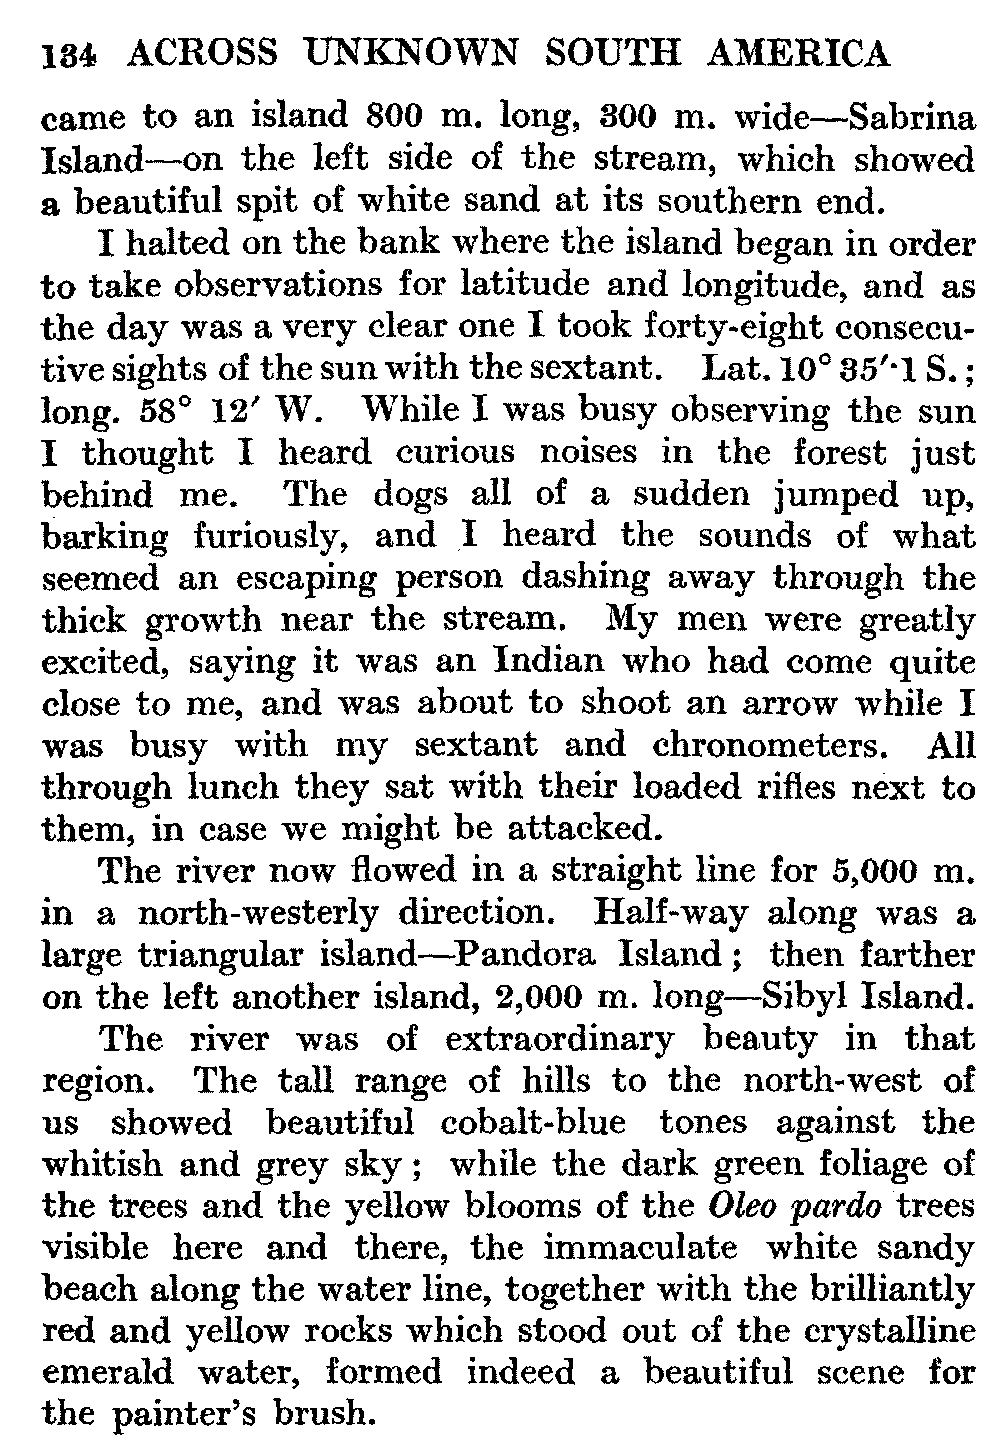 134 ACROSS UNKNOWN SOUTH AMERICA
came to an island 800 m. long, 300 m. wide—Sabrina
Island—on the left side of the stream, which showed
a beautiful spit of white sand at its southern end.
I halted on the bank where the island began in order
to take observations for latitude and longitude, and as
the day was a very clear one I took forty-eight consecu-
tive sights of the sun with the sextant. Lat. 10° 35′·1 S. ;
long. 58° 12′ W. While I was busy observing the sun
I thought I heard curious noises in the forest just
behind me. The dogs all of a sudden jumped up,
barking furiously, and I heard the sounds of what
seemed an escaping person dashing away through the
thick growth near the stream. My men were greatly
excited, saying it was an Indian who had come quite
close to me, and was about to shoot an arrow while I
was busy with my sextant and chronometers. All
through lunch they sat with their loaded rifles next to
them, in case we might be attacked.
The river now flowed in a straight line for 5,000 m.
in a north-westerly direction. Half-way along was a
large triangular island—Pandora Island ; then farther
on the left another island, 2,000 m. long—Sibyl Island.
The river was of extraordinary beauty in that
region. The tall range of hills to the north-west of
us showed beautiful cobalt-blue tones against the
whitish and grey sky ; while the dark green foliage of
the trees and the yellow blooms of the Oleo pardo trees
visible here and there, the immaculate white sandy
beach along the water line, together with the brilliantly
red and yellow rocks which stood out of the crystalline
emerald water, formed indeed a beautiful scene for
the painter's brush.